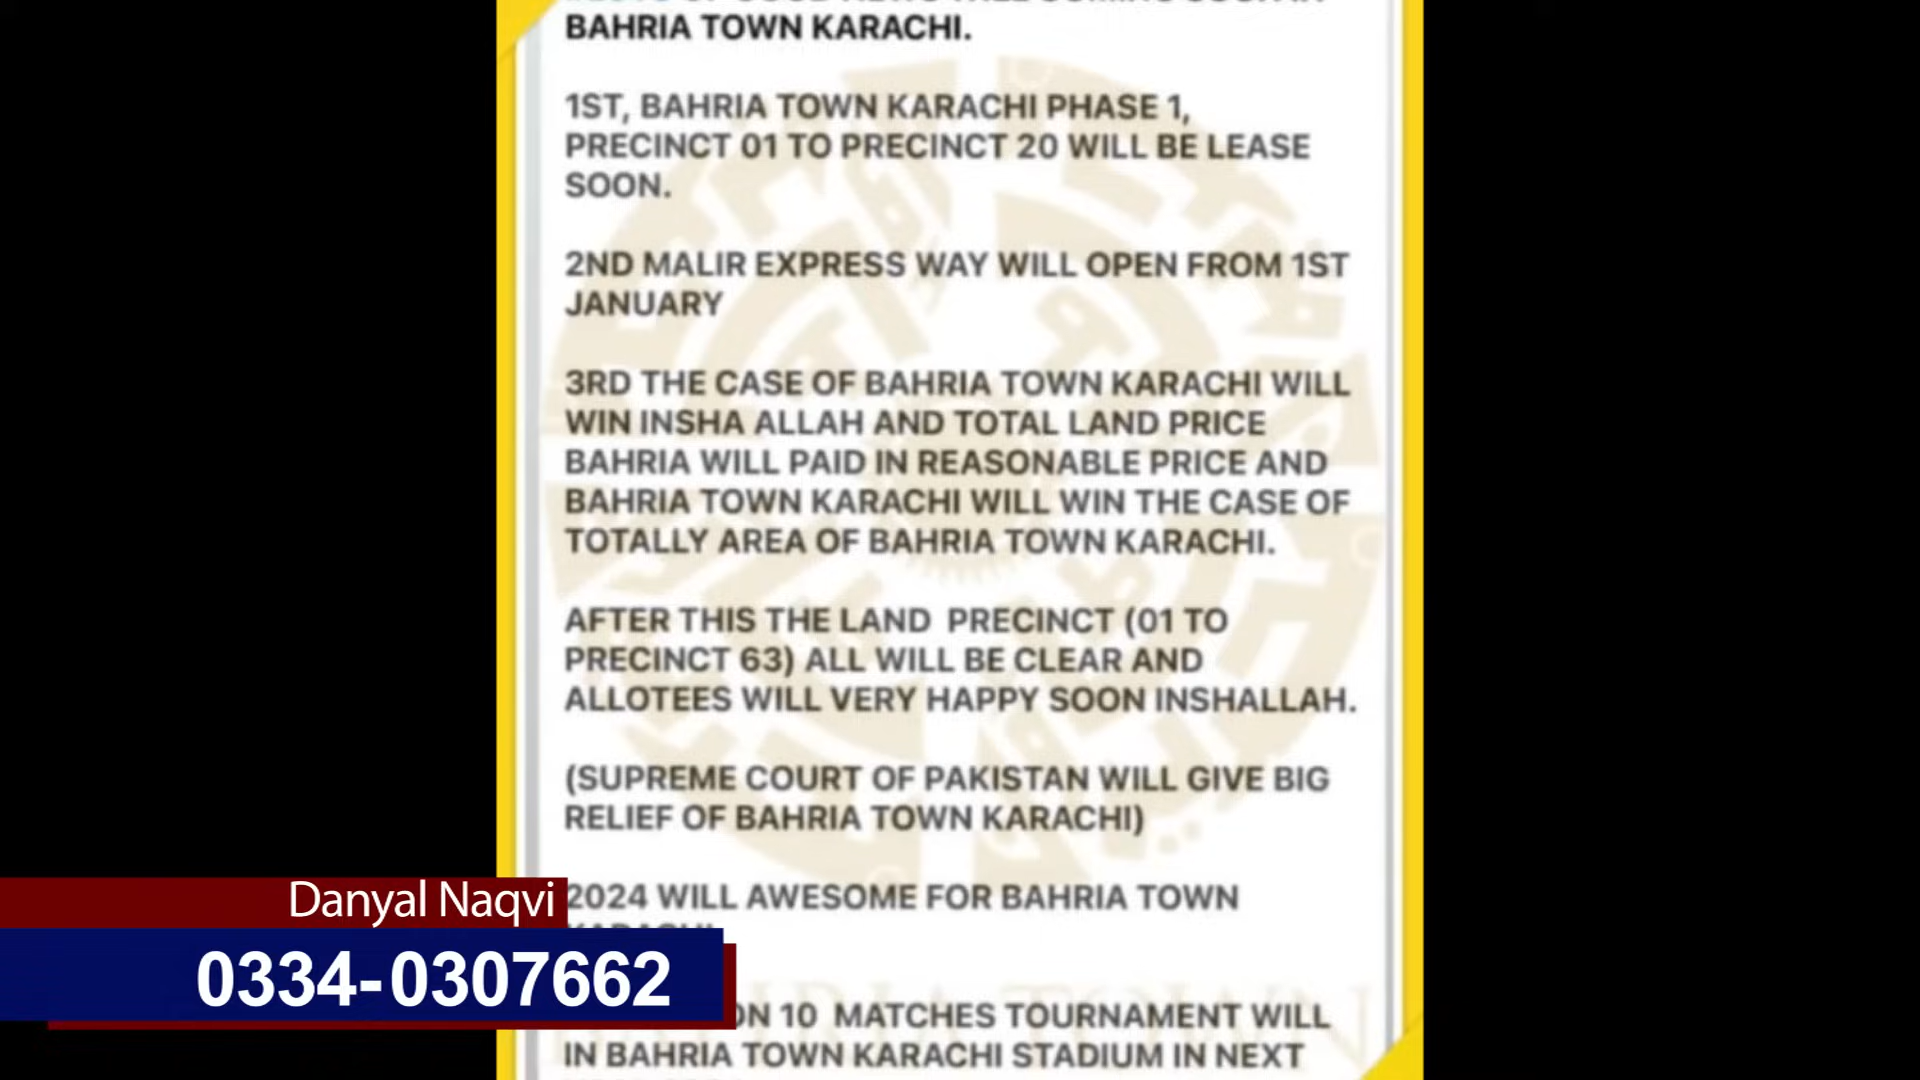 BAHRIA TOWN KARACHI.
1ST, BAHRIA TOWN KARACHI PHASE 1,
PRECINCT 01 TO PRECINCT 20 WILL BE LEASE
SOON.
2ND MALIR EXPRESS WAY WILL OPEN FROM 1ST
JANUARY
3RD THE CASE OF BAHRIA TOWN KARACHI WILL
WIN INSHA ALLAH AND TOTAL LAND PRICE
BAHRIA WILL PAID IN REASONABLE PRICE AND
BAHRIA TOWN KARACHI WILL WIN THE CASE OF
TOTALLY AREA OF BAHRIA TOWN KARACHI.
AFTER THIS THE LAND PRECINCT (01 TO
PRECINCT 63) ALL WILL BE CLEAR AND
ALLOTEES WILL VERY HAPPY SOON INSHALLAH.
(SUPREME COURT OF PAKISTAN WILL GIVE BIG
RELIEF OF BAHRIA TOWN KARACHI)
2024 WILL AWESOME FOR BAHRIA TOWN
10 MATCHES TOURNAMENT WILL
IN BAHRIA TOWN KARACHI STADIUM IN NEXT
Danyal Naqvi
0334-0307662